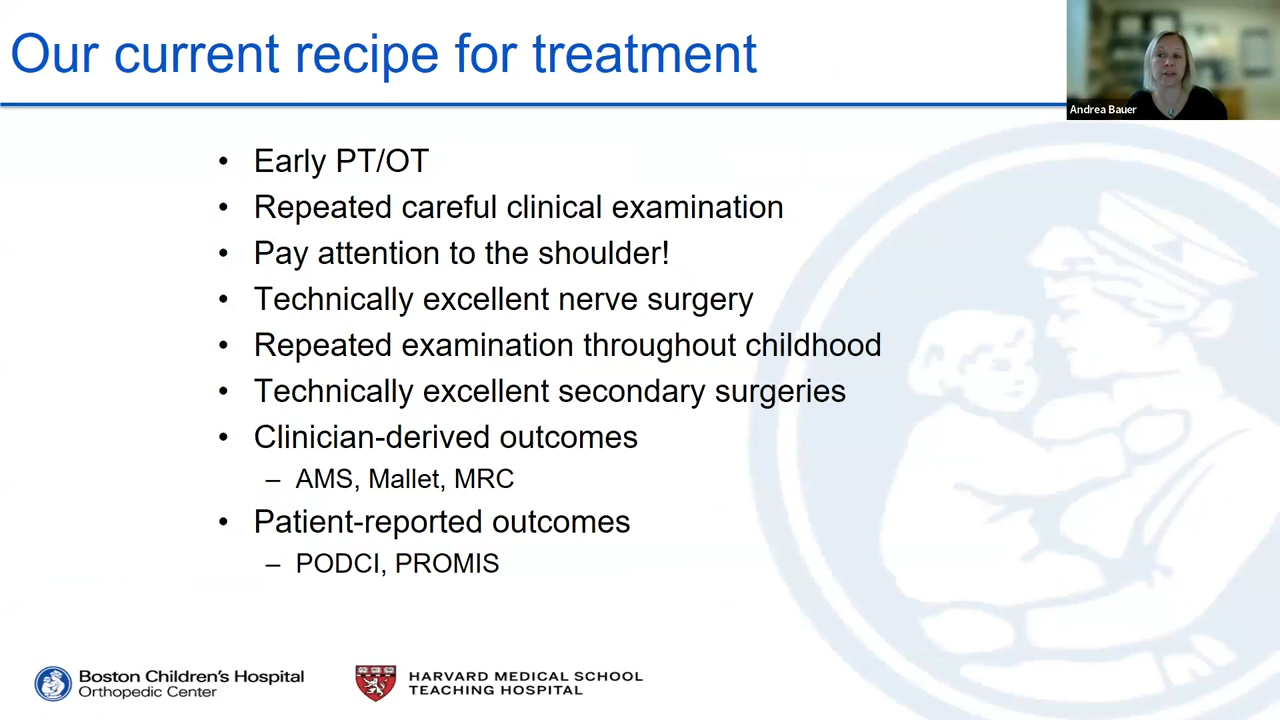 Our current recipe for treatment
Andrea Bauer
• Early PT/OT
• Repeated careful clinical examination
• Pay attention to the shoulder!
• Technically excellent nerve surgery
• Repeated examination throughout childhood
• Technically excellent secondary surgeries
• Clinician-derived outcomes
– AMS, Mallet, MRC
• Patient-reported outcomes
– PODCI, PROMIS
Boston Children's Hospital
Orthopedic Center
HARVARD MEDICAL SCHOOL
TEACHING HOSPITAL